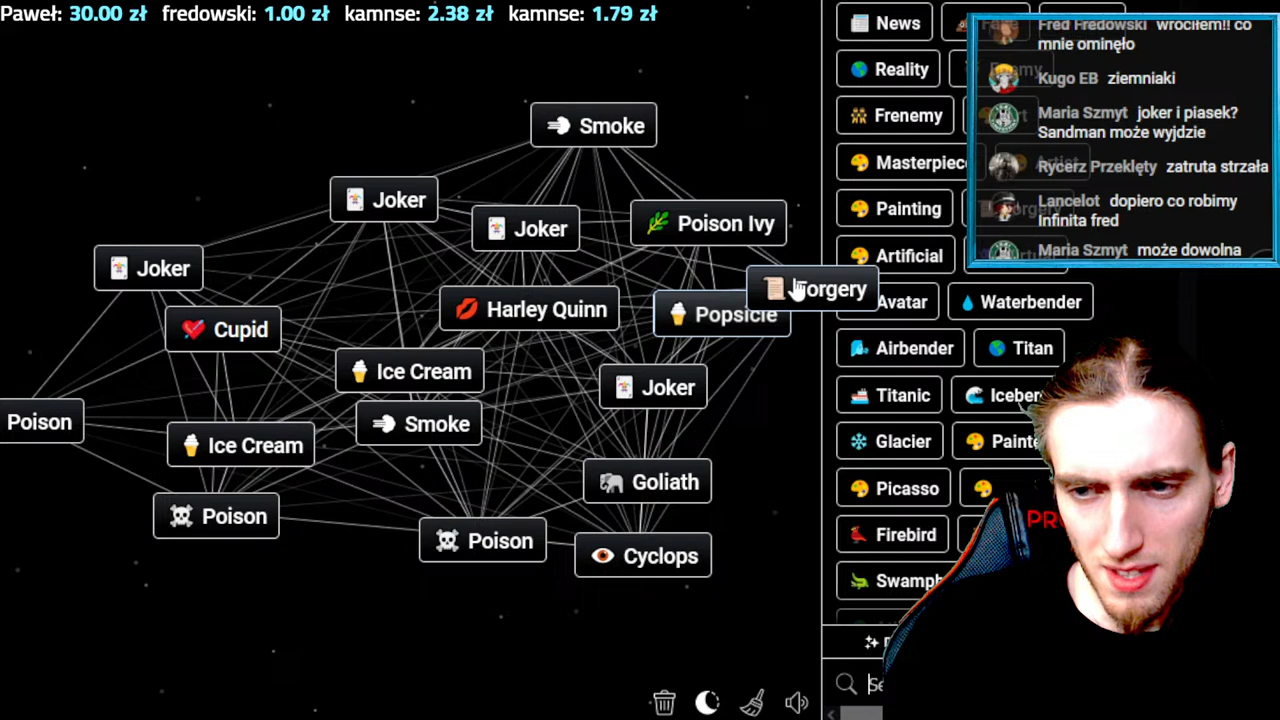 Paweł: 30.00 zł fredowski: 1.00 zł kamnse: 2.38 zł kamnse: 1.79 zł
Smoke
Joker
Joker
Poison Ivy
Joker
Forgery
Harley Quinn
Popsicle
Cupid
Ice Cream
Joker
Poison
Smoke
Ice Cream
Goliath
Poison
Poison
Cyclops
News
Reality
Frenemy
Masterpiece
Painting
Artificial
Avatar
Waterbender
Airbender
Titan
Titanic
Glacier
Picasso
Firebird
Fred Fredowski wróciłem!! co
mnie ominęło
Kugo EB ziemniaki
Maria Szmyt joker i piasek?
Sandman może wyjdzie
Rycerz Przeklęty zatruta strzała
Lancelot dopiero co robimy
Infinita fred
Maria Szmyt może dowolna